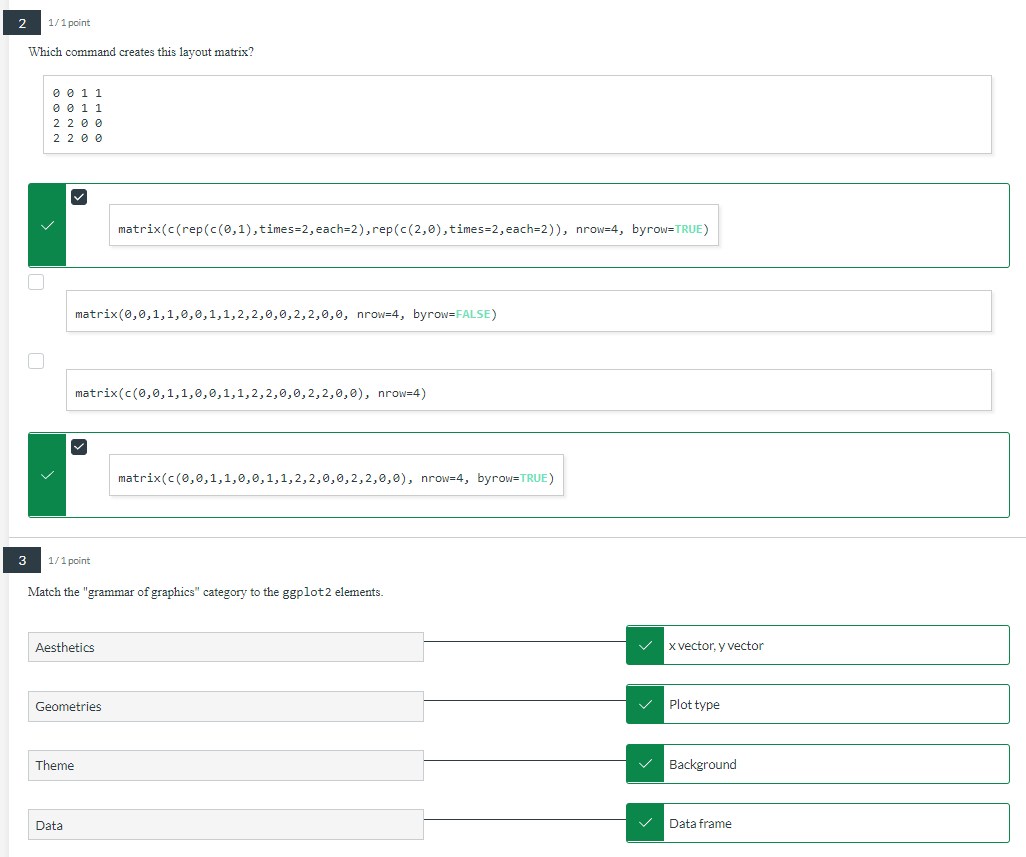 2
1 / 1 point
Which command creates this layout matrix?
0 0 1 1
0 0 1 1
2 2 0 0
2 2 0 0
matrix(c(rep(c(0,1),times=2,each=2),rep(c(2,0),times=2,each=2)), nrow=4, byrow=TRUE)
matrix(0,0,1,1,0,0,1,1,2,2,0,0,2,2,0,0, nrow=4, byrow=FALSE)
matrix(c(0,0,1,1,0,0,1,1,2,2,0,0,2,2,0,0), nrow=4)
matrix(c(0,0,1,1,0,0,1,1,2,2,0,0,2,2,0,0), nrow=4, byrow=TRUE)
3
1 / 1 point
Match the "grammar of graphics" category to the ggplot2 elements.
Aesthetics
x vector, y vector
Geometries
Plot type
Theme
Background
Data
Data frame